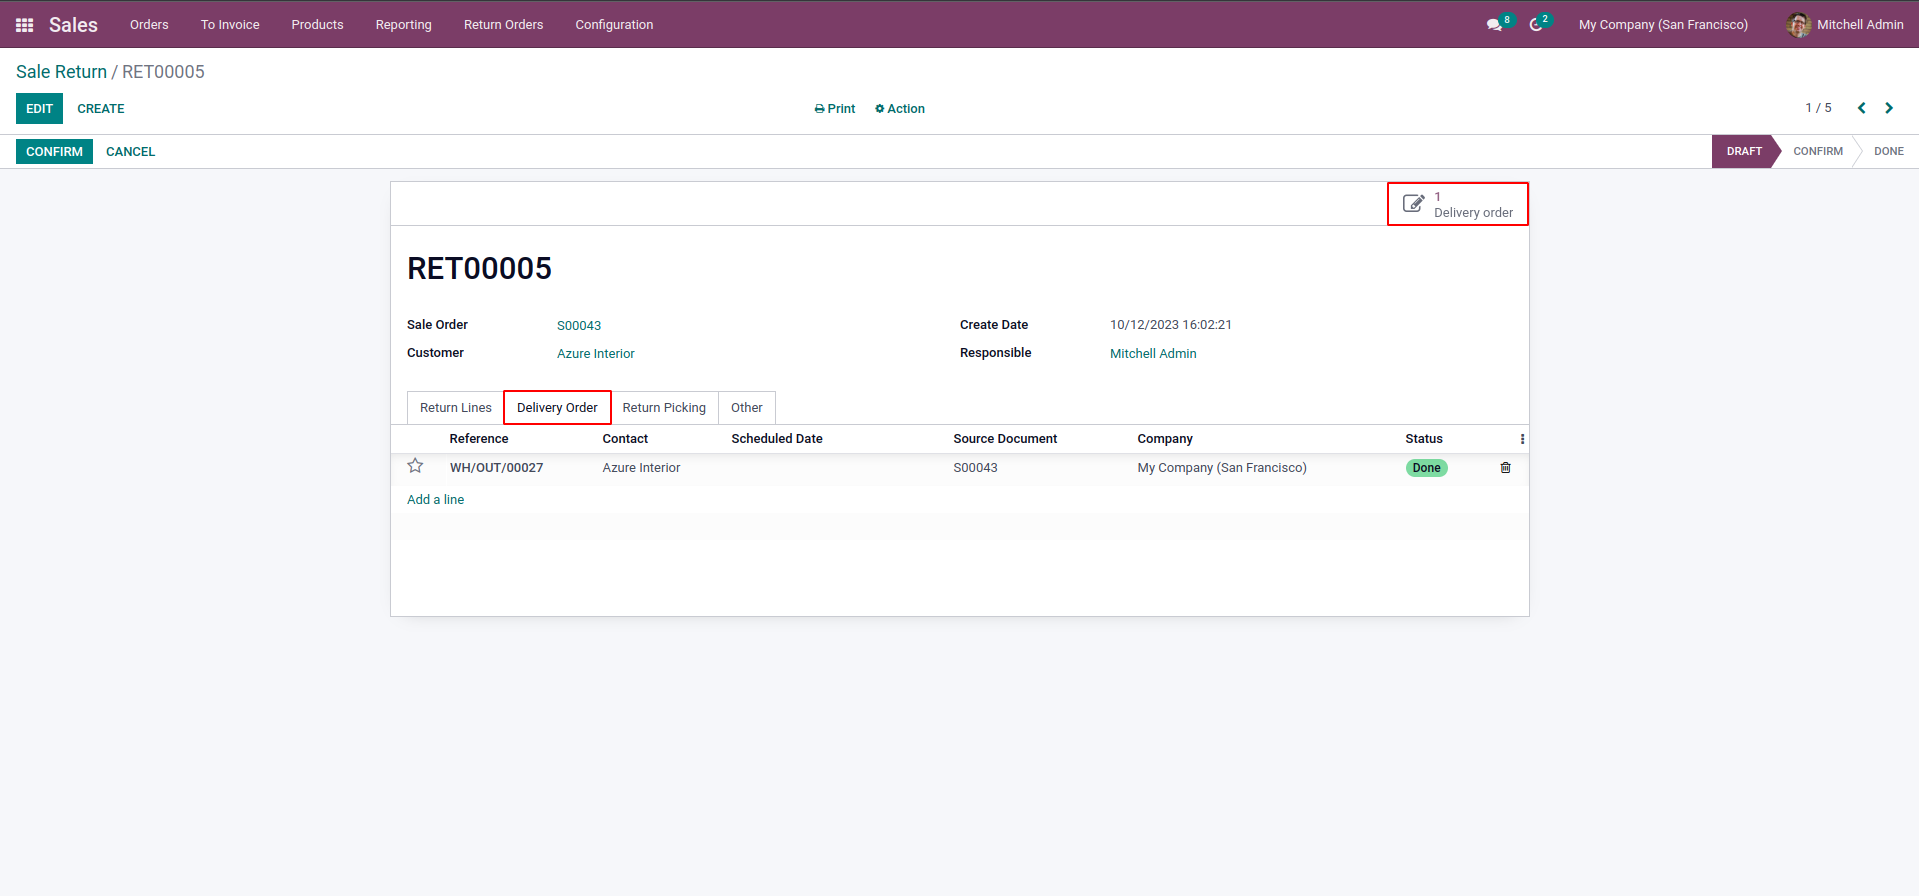 Sales Orders To Invoice Products Reporting Return Orders Configuration 8 2 My Company (San Francisco) Mitchell Admin
Sale Return / RET00005
EDIT CREATE Print Action 1 / 5
CONFIRM CANCEL DRAFT CONFIRM DONE
1
Delivery order
RET00005
Sale Order S00043 Create Date 10/12/2023 16:02:21
Customer Azure Interior Responsible Mitchell Admin
Return Lines Delivery Order Return Picking Other
Reference Contact Scheduled Date Source Document Company Status
WH/OUT/00027 Azure Interior S00043 My Company (San Francisco) Done
Add a line